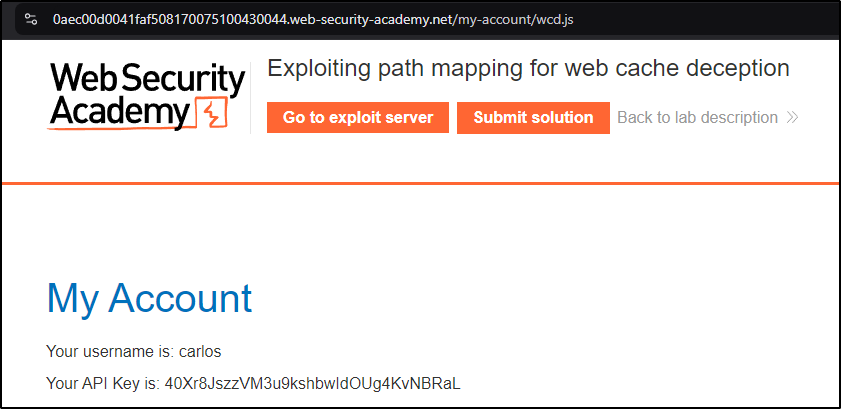 0aec00d0041faf508170075100430044.web-security-academy.net/my-account/wcd.js
WebSecurity
Academy
Exploiting path mapping for web cache deception
Go to exploit server
Submit solution
Back to lab description
My Account
Your username is: carlos
Your API Key is: 40Xr8JszzVM3u9kshbwIdOUg4KvNBRaL